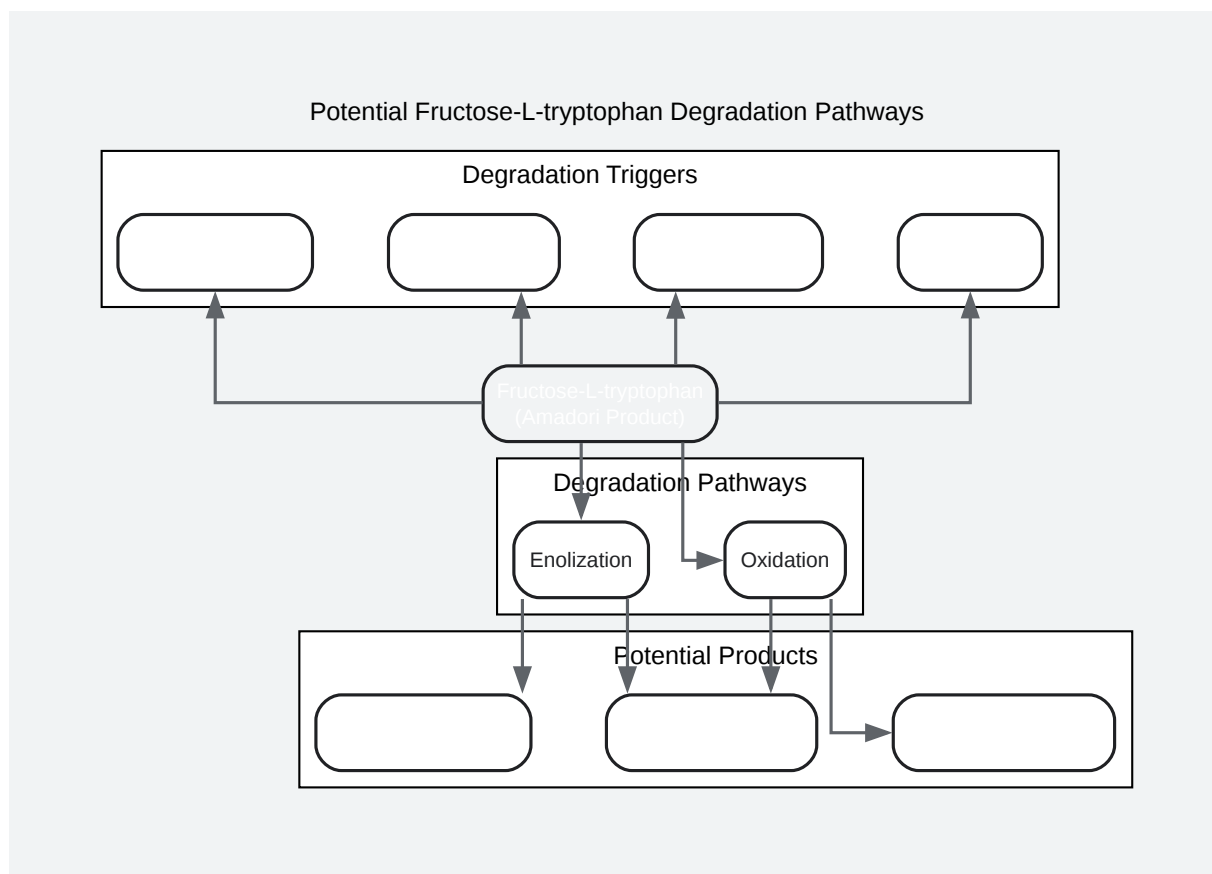 Potential Fructose-L-tryptophan Degradation Pathways
Degradation Triggers
Fructose-L-tryptophan
(Amadori Product)
Degradation Pathways
Enolization
Oxidation
Potential Products